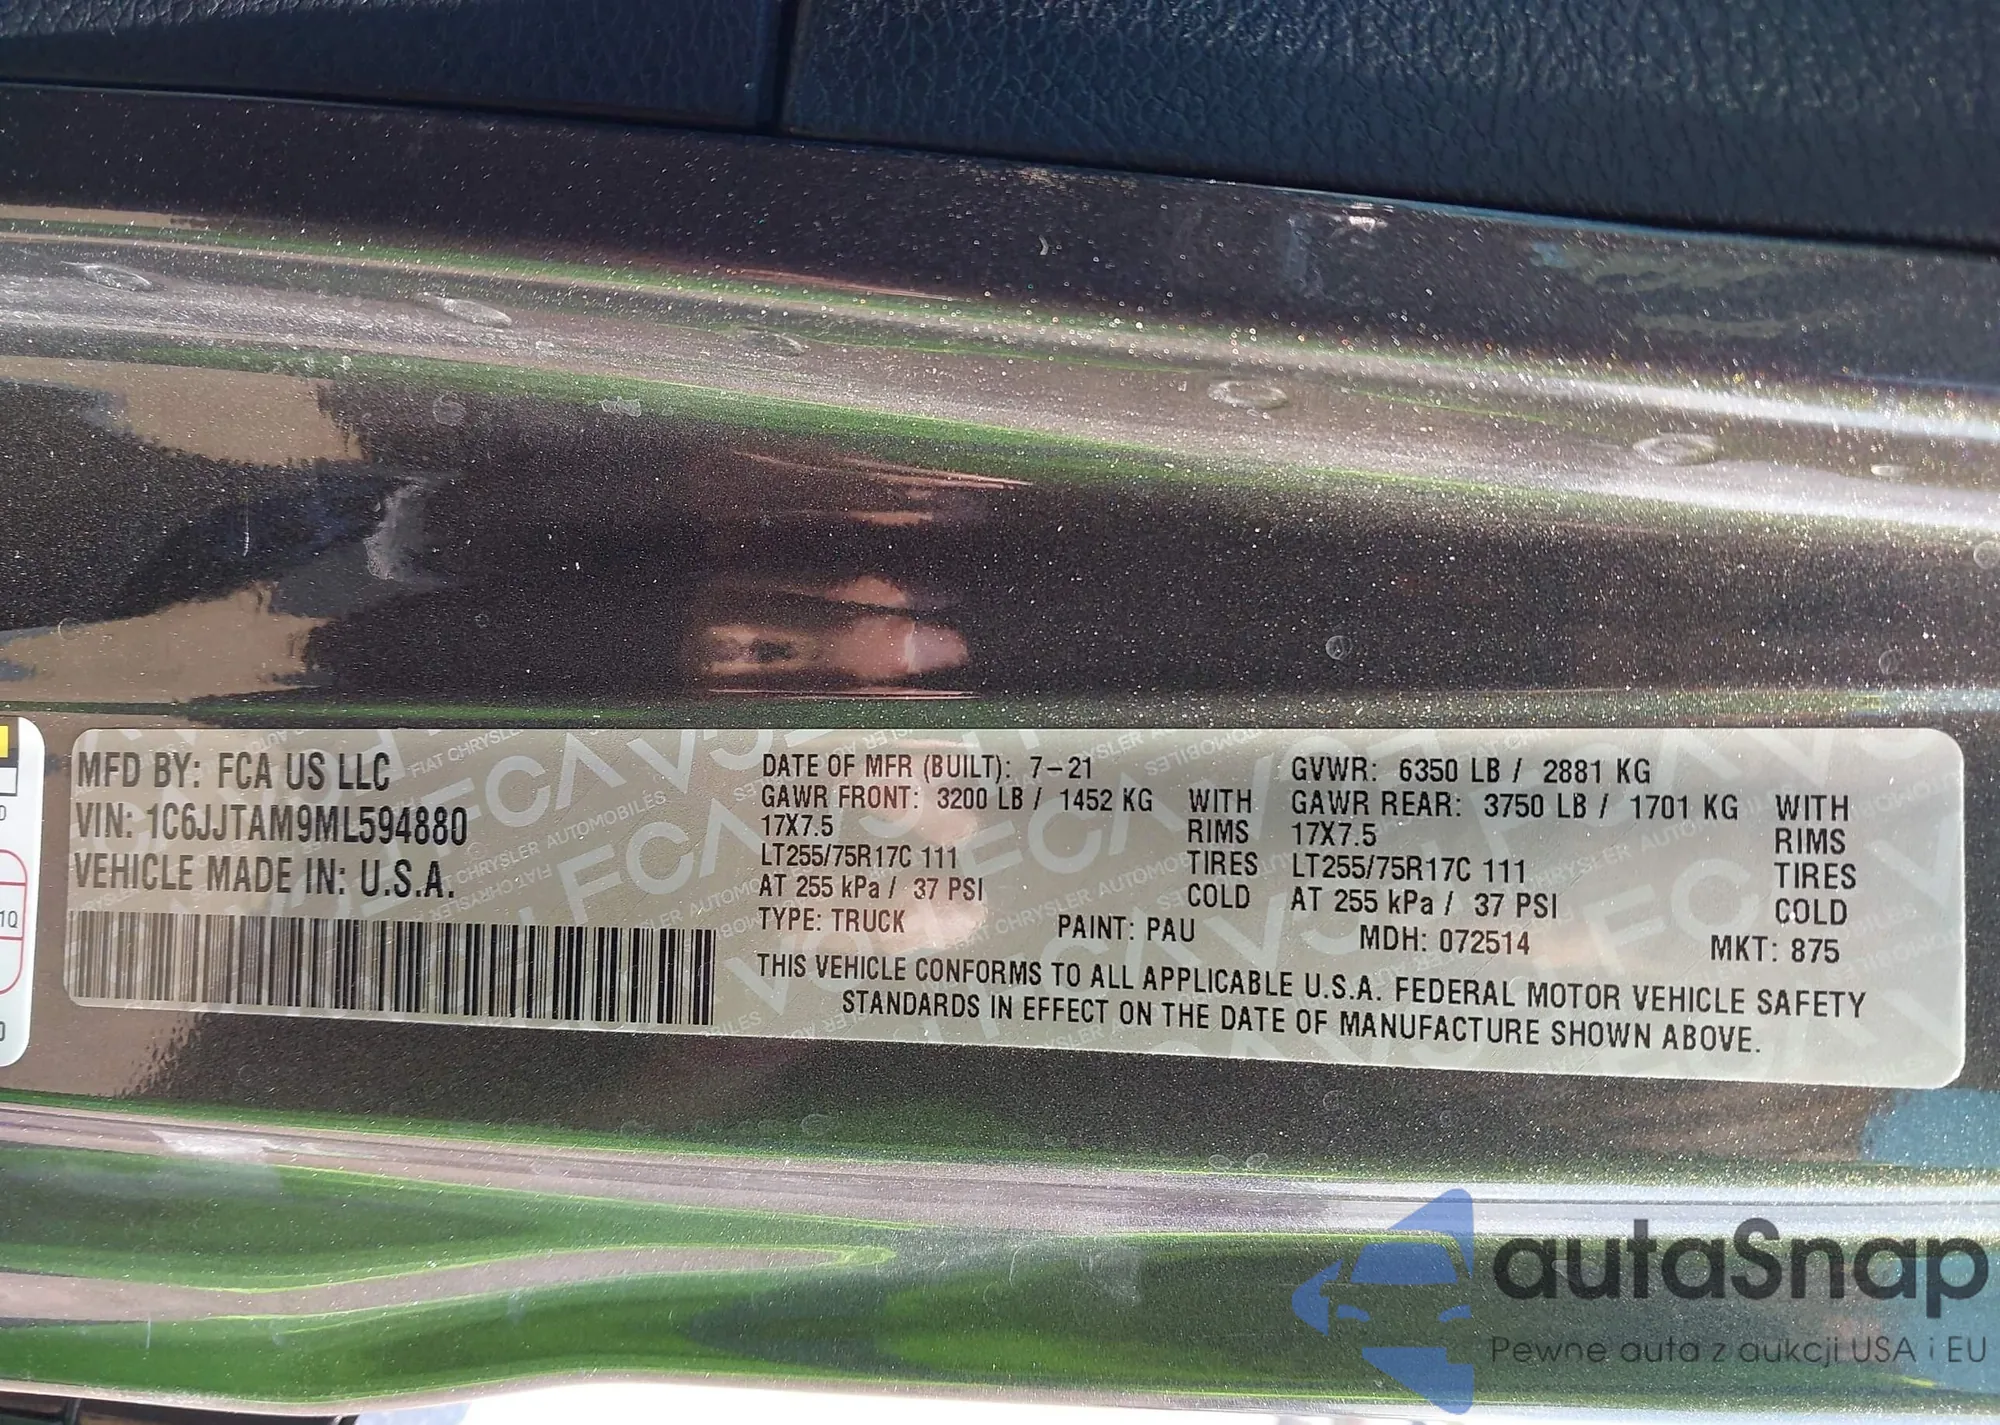 MFD BY: FCA US LLC
VIN: 1C6JJTAM9ML594880
VEHICLE MADE IN: U.S.A.
DATE OF MFR (BUILT): 7-21
GAWR FRONT: 3200 LB / 1452 KG WITH
17X7.5 RIMS
LT255/75R17C 111 TIRES
AT 255 kPa / 37 PSI COLD
GVWR: 6350 LB / 2881 KG
GAWR REAR: 3750 LB / 1701 KG WITH
17X7.5 RIMS
LT255/75R17C 111 TIRES
AT 255 kPa / 37 PSI COLD
TYPE: TRUCK PAINT: PAU MDH: 072514 MKT: 875
THIS VEHICLE CONFORMS TO ALL APPLICABLE U.S.A. FEDERAL MOTOR VEHICLE SAFETY
STANDARDS IN EFFECT ON THE DATE OF MANUFACTURE SHOWN ABOVE.
autaSnap
Pewne auta z aukcji USA i EU